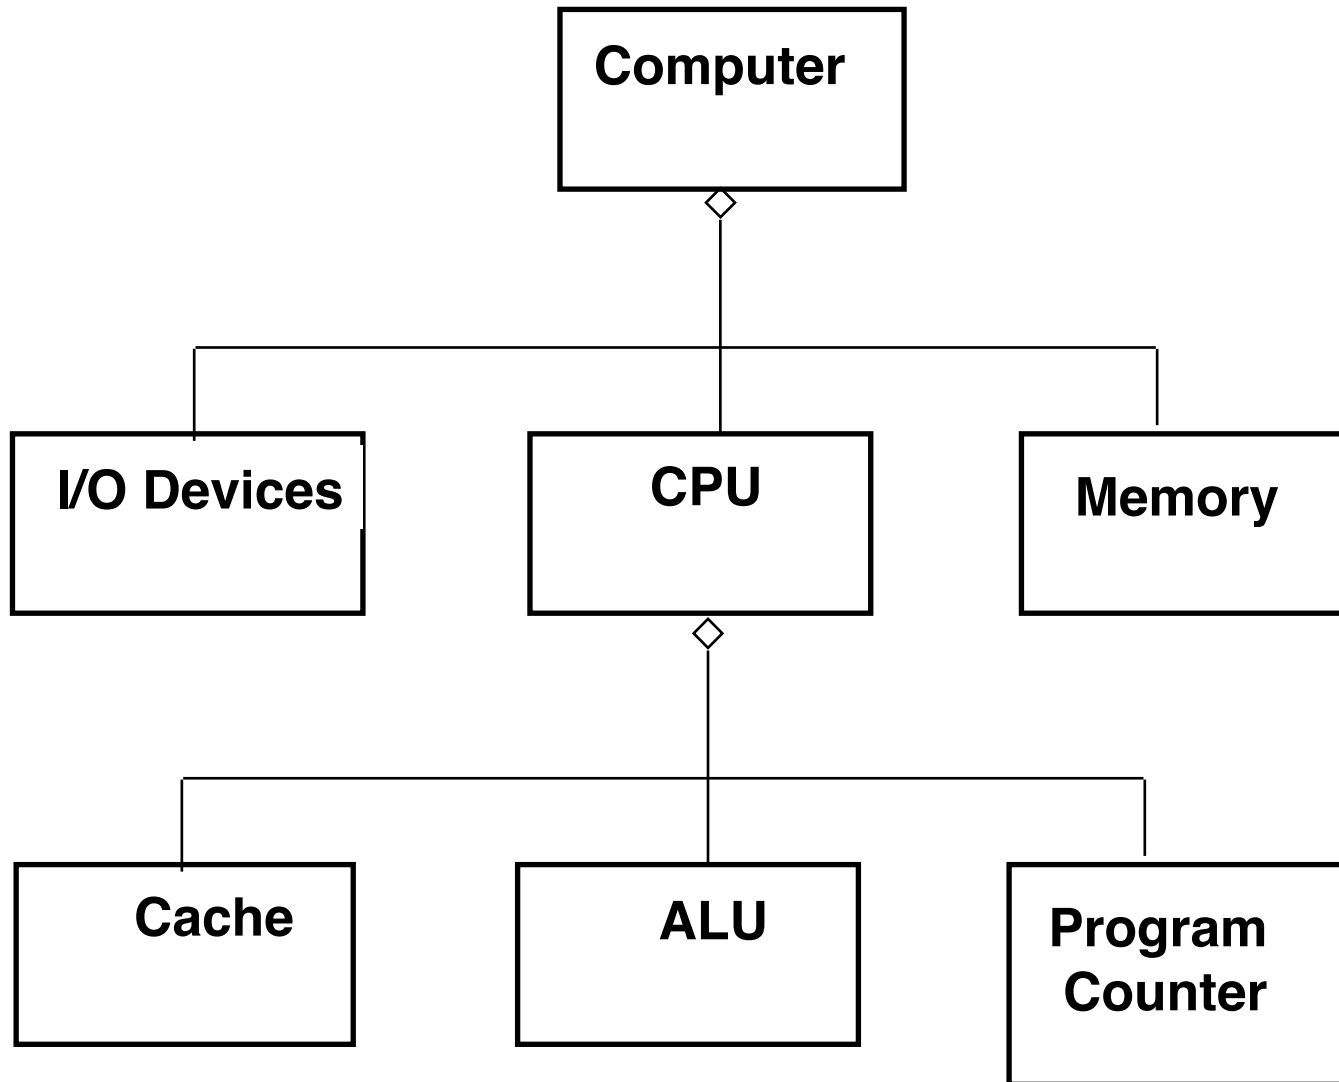 Computer
I/O Devices
CPU
Memory
Cache
ALU
Program
Counter